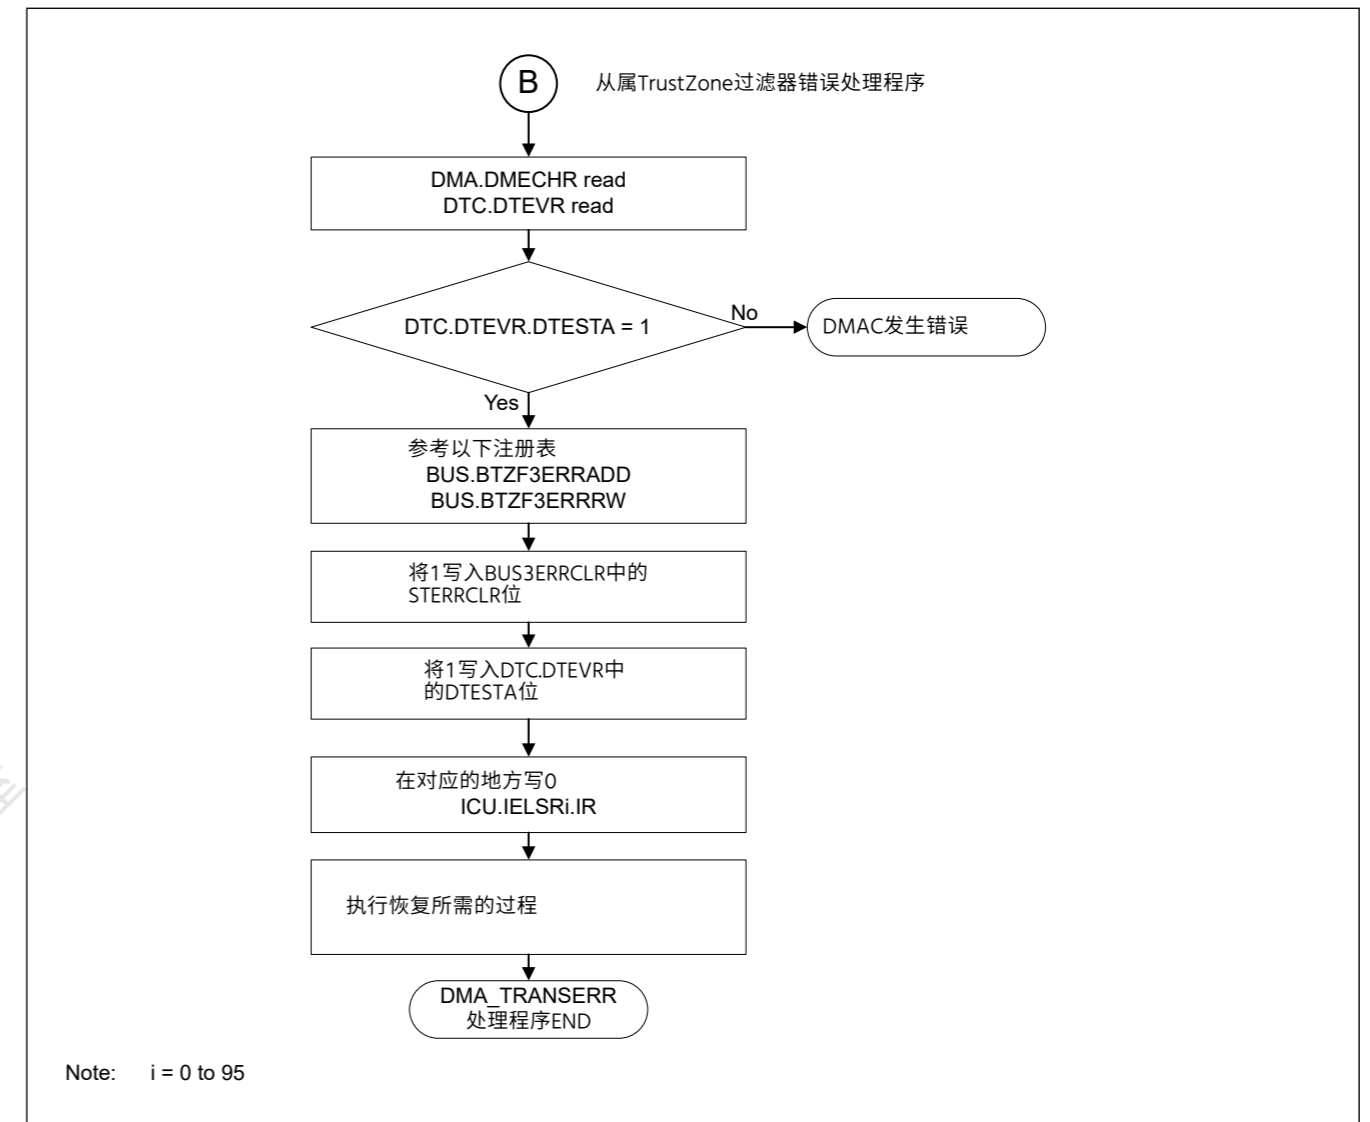 B
从属TrustZone过滤器错误处理程序
DMA.DMECHR read
DTC.DTEVR read
DTC.DTEVR.DTESTA = 1
No
DMAC发生错误
Yes
参考以下注册表
BUS.BTZF3ERRADD
BUS.BTZF3ERRRW
将1写入BUS3ERRCLR中的
STERRCLR位
将1写入DTC.DTEVR中
的DTESTA位
在对应的地方写0
ICU.IELSRi.IR
执行恢复所需的过程
DMA_TRANSERR
处理程序END
Note: i = 0 to 95